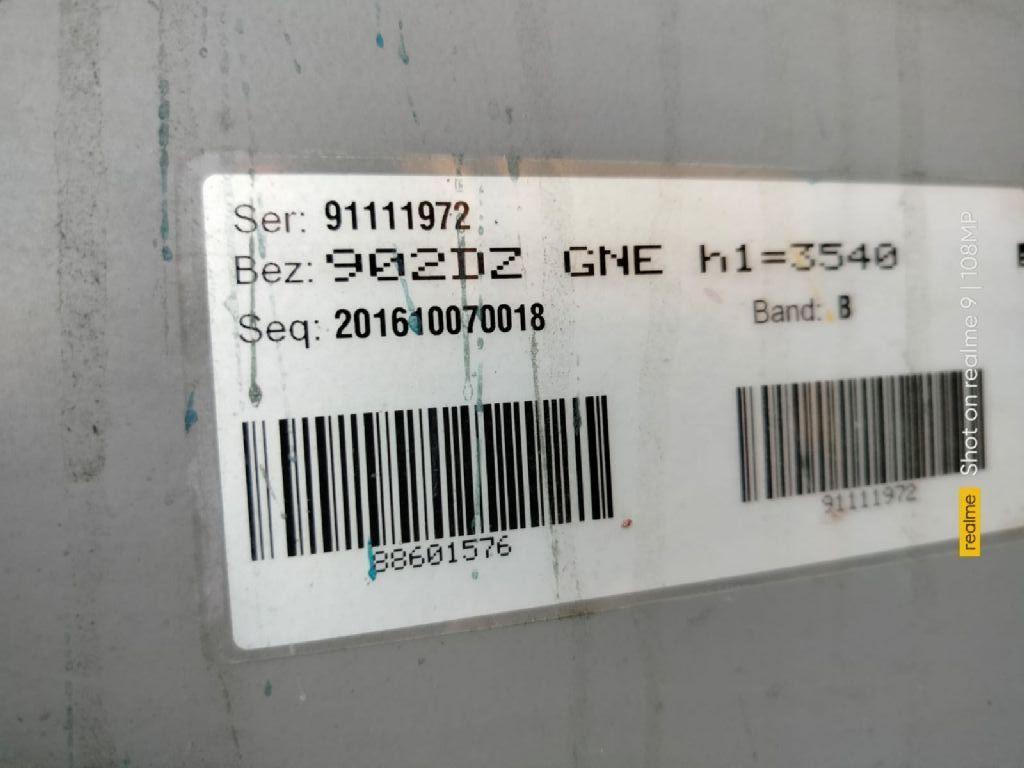 Ser: 91111972
Bez: 902DZ GNE h1=3540
Seq: 201610070018
Band: B
88601576
91111972
realme Shot on realme 9 | 108MP